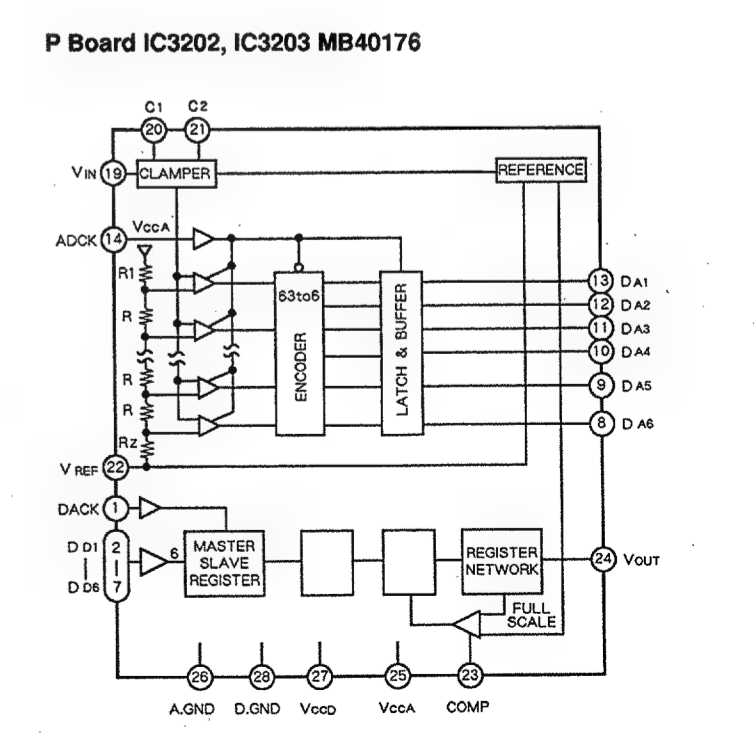 P Board IC3202, IC3203 MB40176
C1 C2
20 21
VIN 19 CLAMPER REFERENCE
ADCK 14 VCCA
R1
13 DA1
63to6
12 DA2
R
11 DA3
10 DA4
ENCODER
LATCH & BUFFER
R
9 DA5
R
8 DA6
RZ
VREF 22
DACK 1
D D1 2
D D6 7
6
MASTER
SLAVE
REGISTER
REGISTER
NETWORK
24 VOUT
FULL
SCALE
26 28 27 25 23
A.GND D.GND VCCD VCCA COMP